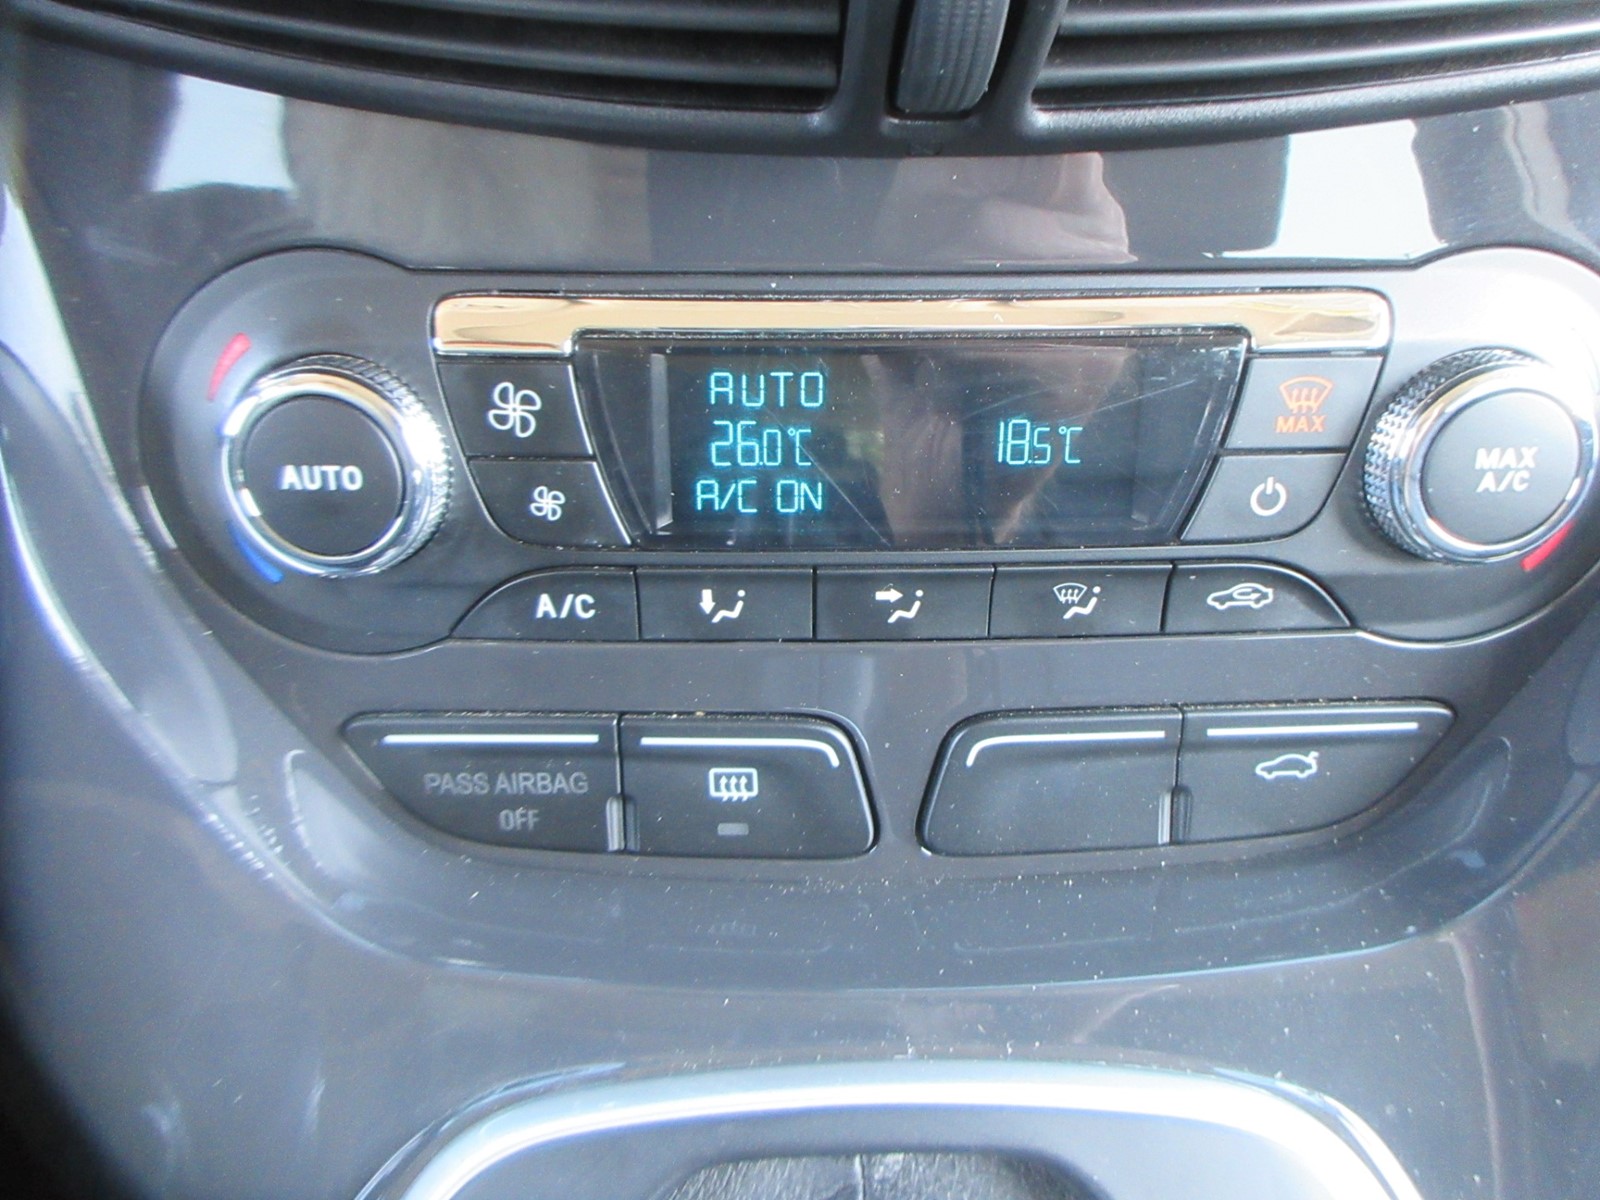 AUTO
AUTO
26.0°C
18.5°C
A/C ON
MAX
MAX
A/C
A/C
PASS AIRBAG
OFF